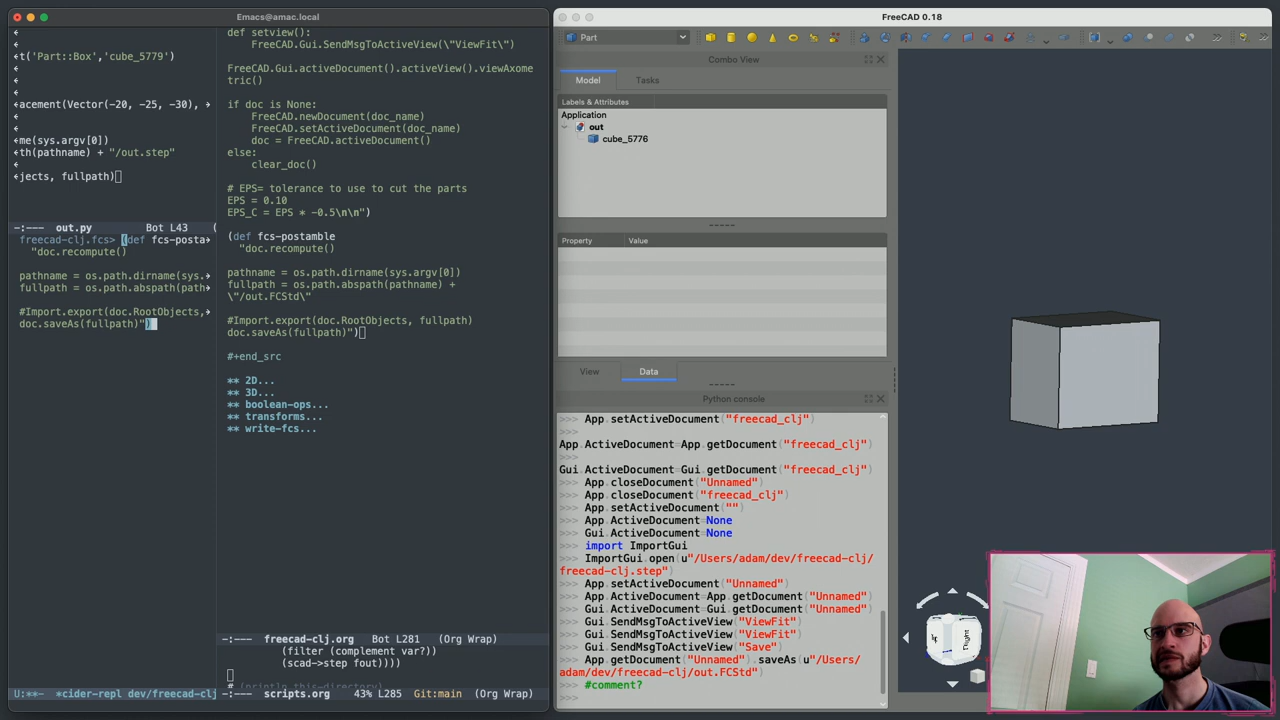 Emacs@amac.local
t('Part::Box','cube_5779')
acement(Vector(-20, -25, -30),
me(sys.argv[0])
th(pathname) + "/out.step"
jects, fullpath)
-:--- out.py Bot L43 (
freecad-clj.fcs> (def fcs-posta
"doc.recompute()
pathname = os.path.dirname(sys.
fullpath = os.path.abspath(path
#Import.export(doc.RootObjects,
doc.saveAs(fullpath)")
U:**- *cider-repl dev/freecad-clj
def setview():
FreeCAD.Gui.SendMsgToActiveView(\"ViewFit")
FreeCAD.Gui.activeDocument().activeView().viewAxome
tric()
if doc is None:
FreeCAD.newDocument(doc_name)
FreeCAD.setActiveDocument(doc_name)
doc = FreeCAD.activeDocument()
else:
clear_doc()
# EPS= tolerance to use to cut the parts
EPS = 0.10
EPS_C = EPS * -0.5\n\n")
(def fcs-postamble
"doc.recompute()
pathname = os.path.dirname(sys.argv[0])
fullpath = os.path.abspath(pathname) +
\"/out.FCStd\"
#Import.export(doc.RootObjects, fullpath)
doc.saveAs(fullpath)")
#+end_src
** 2D...
** 3D...
** boolean-ops...
** transforms...
** write-fcs...
-:--- freecad-clj.org Bot L281 (Org Wrap)
(filter (complement var?))
(scad->step fout))))
# (println this-directory)
-:--- scripts.org 43% L285 Git:main (Org Wrap)
FreeCAD 0.18
Part
Combo View
Model Tasks
Labels & Attributes
Application
out
cube_5776
Property Value
View Data
Python console
>>> App.setActiveDocument("freecad_clj")
>>>
App.ActiveDocument=App.getDocument("freecad_clj")
>>>
Gui.ActiveDocument=Gui.getDocument("freecad_clj")
>>> App.closeDocument("Unnamed")
>>> App.closeDocument("freecad_clj")
>>> App.setActiveDocument("")
>>> App.ActiveDocument=None
>>> Gui.ActiveDocument=None
>>> import ImportGui
>>> ImportGui.open(u"/Users/adam/dev/freecad-clj/
freecad-clj.step")
>>> App.setActiveDocument("Unnamed")
>>> App.ActiveDocument=App.getDocument("Unnamed")
>>> Gui.ActiveDocument=Gui.getDocument("Unnamed")
>>> Gui.SendMsgToActiveView("ViewFit")
>>> Gui.SendMsgToActiveView("ViewFit")
>>> Gui.SendMsgToActiveView("Save")
>>> App.getDocument("Unnamed").saveAs(u"/Users/
adam/dev/freecad-clj/out.FCStd")
>>> #comment?
>>>
Right